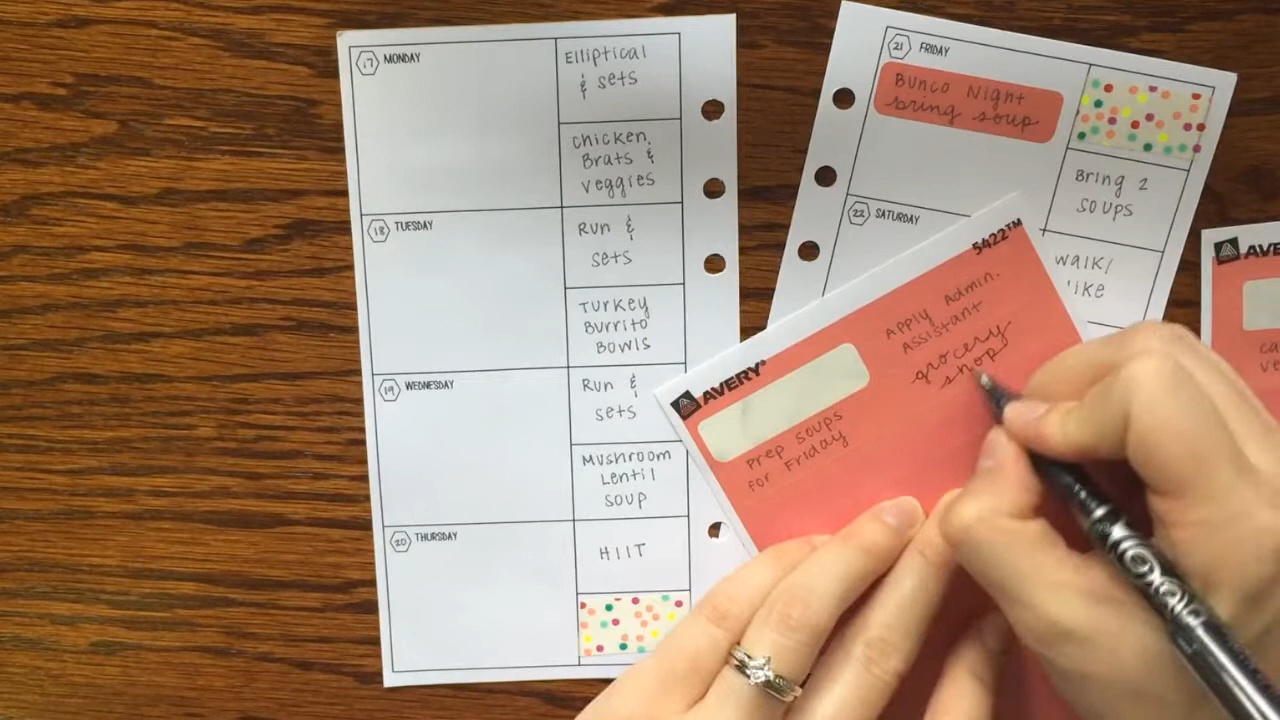 17 MONDAY
Elliptical
& sets
Chicken,
Brats &
veggies
18 TUESDAY
Run &
sets
Turkey
Burrito
Bowls
19 WEDNESDAY
Run &
sets
Mushroom
Lentil
soup
20 THURSDAY
HIIT
21 FRIDAY
Bunco Night
bring soup
Bring 2
soups
22 SATURDAY
walk/
AVERY
5422™
Prep soups
for Friday
Apply Admin.
Assistant
grocery
shop